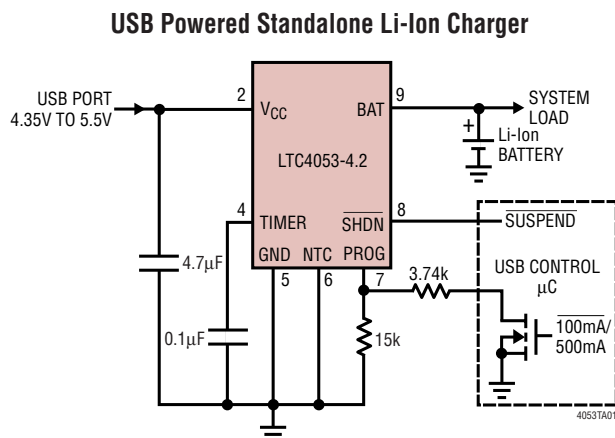 USB Powered Standalone Li-Ion Charger
USB PORT
4.35V TO 5.5V
2
VCC
BAT
9
SYSTEM
LOAD
+
Li-Ion
BATTERY
LTC4053-4.2
4
TIMER
SHDN
8
SUSPEND
GND
NTC
PROG
5
6
7
3.74k
USB CONTROL
μC
4.7μF
0.1μF
15k
100mA/
500mA
4053TA01